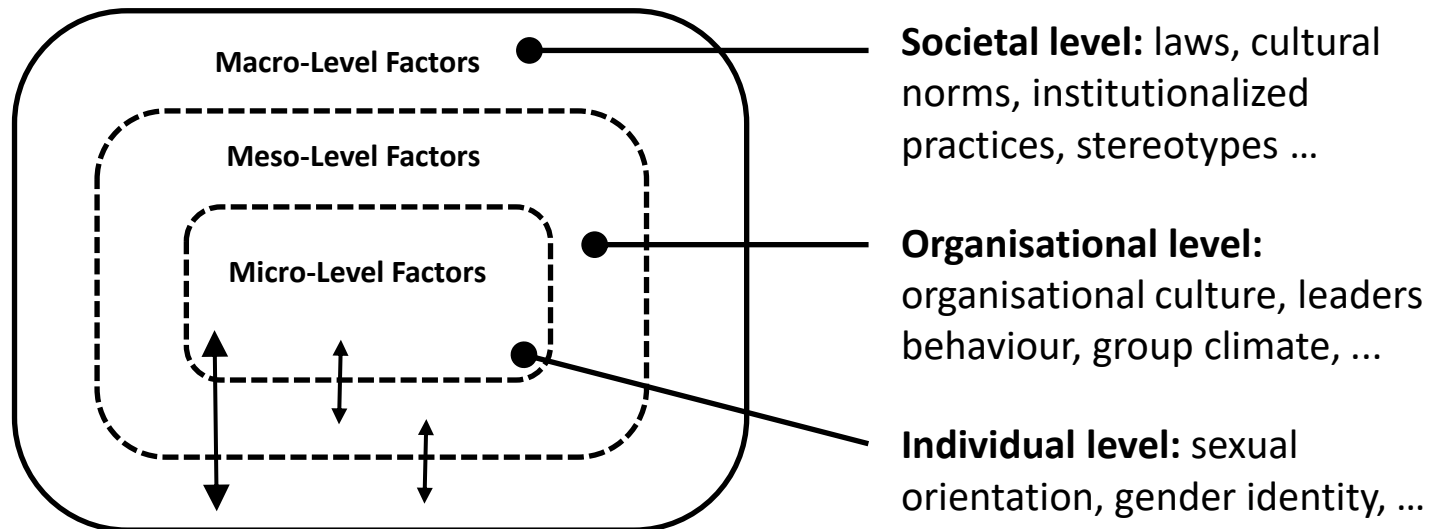 Macro-Level Factors
Meso-Level Factors
Micro-Level Factors
Societal level: laws, cultural
norms, institutionalized
practices, stereotypes …
Organisational level:
organisational culture, leaders
behaviour, group climate, ...
Individual level: sexual
orientation, gender identity, …